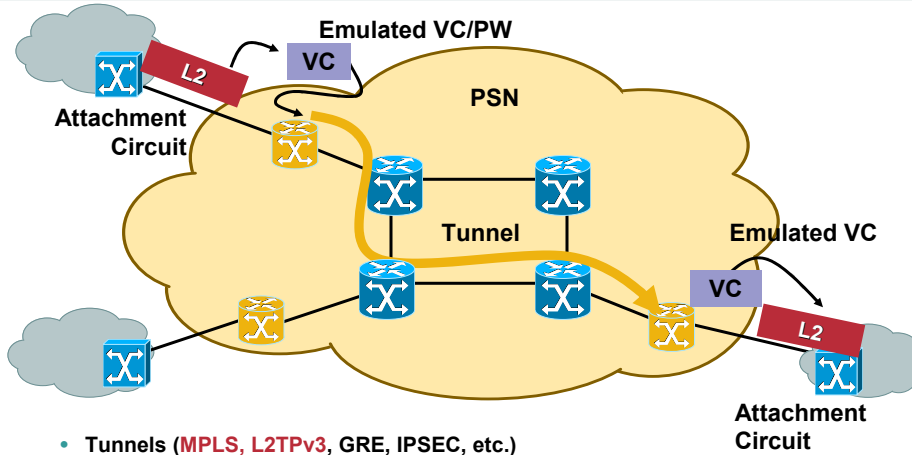 Emulated VC/PW
L2
VC
PSN
Attachment
Circuit
Tunnel
Emulated VC
VC
L2
Attachment
Circuit
• Tunnels (MPLS, L2TPv3, GRE, IPSEC, etc.)